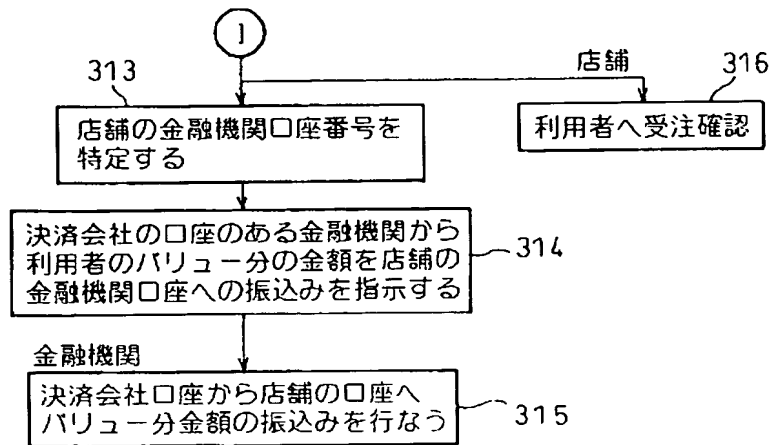 1
313
店舗
316
店舗の金融機関口座番号を
特定する
利用者へ受注確認
決済会社の口座のある金融機関から
利用者のバリュー分の金額を店舗の
金融機関口座への振込みを指示する
314
金融機関
決済会社口座から店舗の口座へ
バリュー分金額の振込みを行なう
315